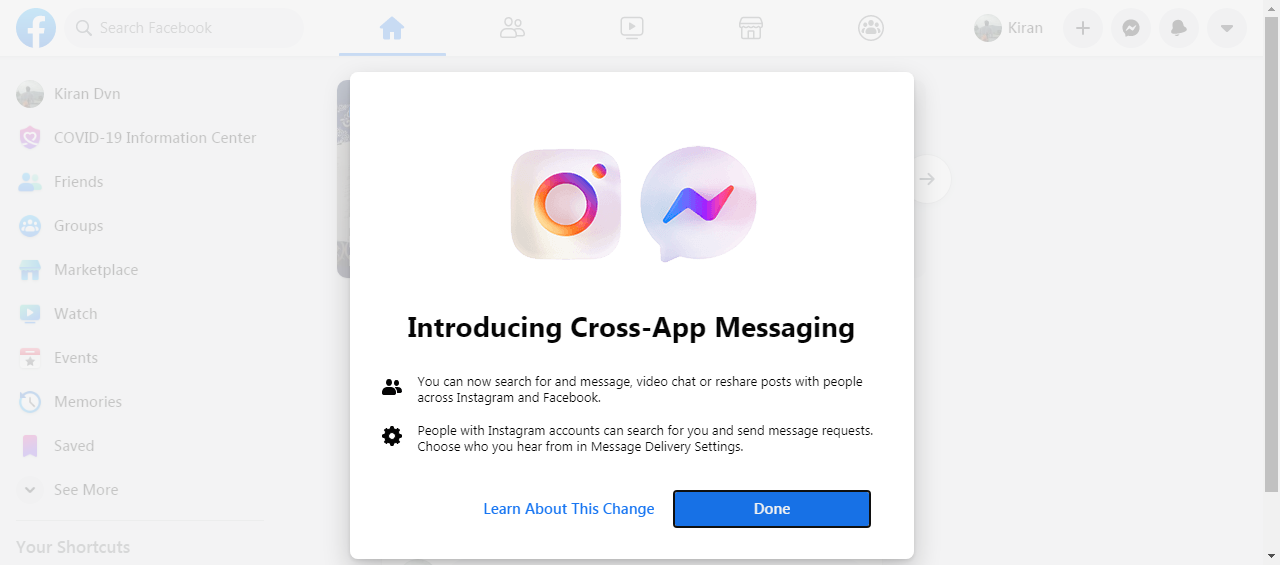 Search Facebook
Kiran
Kiran Dvn
COVID-19 Information Center
Friends
Groups
Marketplace
Watch
Events
Memories
Saved
See More
Your Shortcuts
Introducing Cross-App Messaging
You can now search for and message, video chat or reshare posts with people
across Instagram and Facebook.
People with Instagram accounts can search for you and send message requests.
Choose who you hear from in Message Delivery Settings.
Learn About This Change
Done